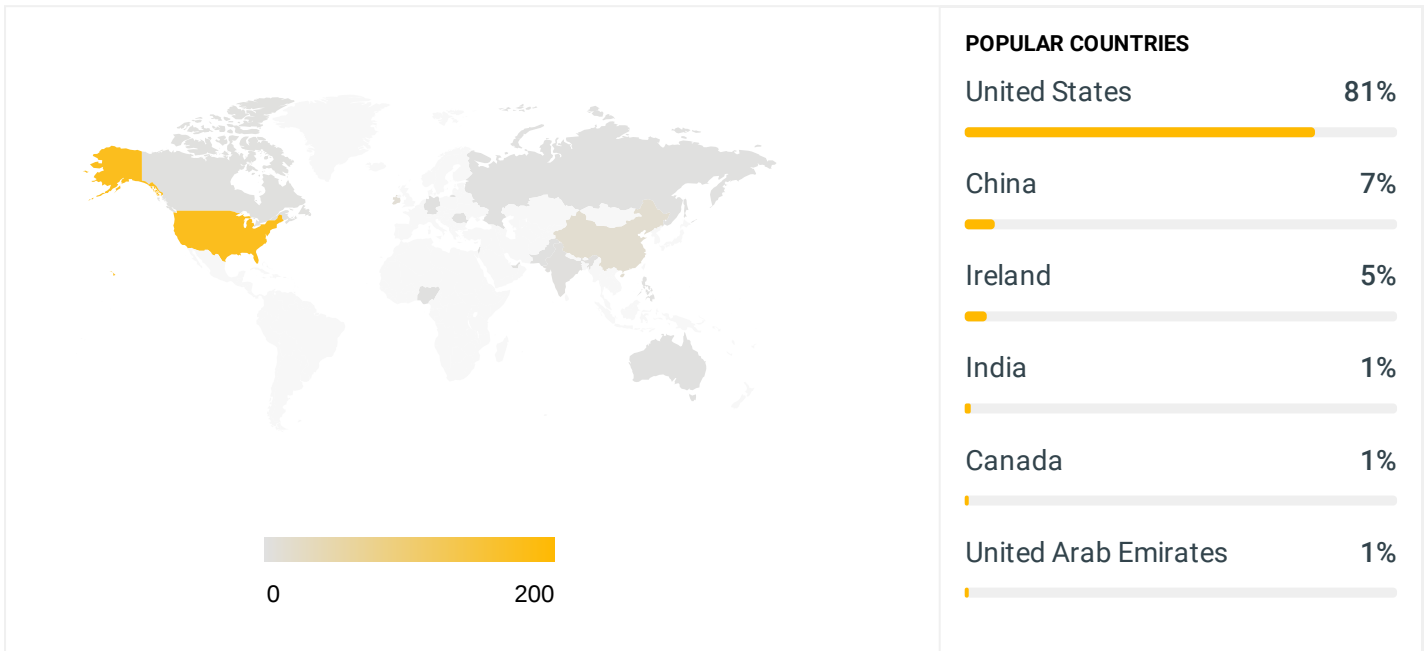 POPULAR COUNTRIES
United States 81%
China 7%
Ireland 5%
India 1%
Canada 1%
United Arab Emirates 1%
0 200